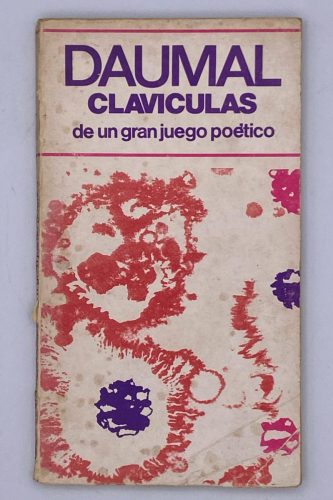 DAUMAL
CLAVICULAS
de un gran juego poético